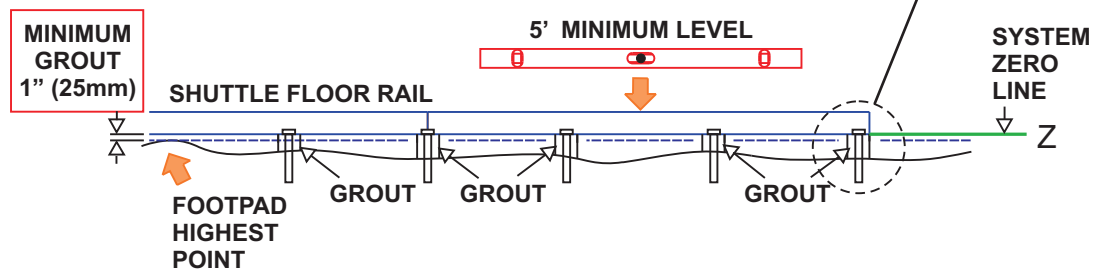 MINIMUM
GROUT
1” (25mm)
5’ MINIMUM LEVEL
SYSTEM
ZERO
LINE
SHUTTLE FLOOR RAIL
Z
GROUT
GROUT
GROUT
FOOTPAD
HIGHEST
POINT